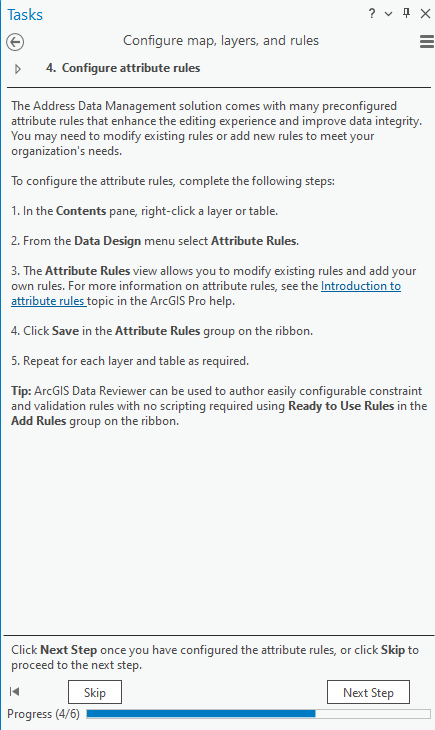 Tasks
?
Configure map, layers, and rules
4. Configure attribute rules
The Address Data Management solution comes with many preconfigured
attribute rules that enhance the editing experience and improve data integrity.
You may need to modify existing rules or add new rules to meet your
organization's needs.
To configure the attribute rules, complete the following steps:
1. In the Contents pane, right-click a layer or table.
2. From the Data Design menu select Attribute Rules.
3. The Attribute Rules view allows you to modify existing rules and add your
own rules. For more information on attribute rules, see the Introduction to
attribute rules topic in the ArcGIS Pro help.
4. Click Save in the Attribute Rules group on the ribbon.
5. Repeat for each layer and table as required.
Tip: ArcGIS Data Reviewer can be used to author easily configurable constraint
and validation rules with no scripting required using Ready to Use Rules in the
Add Rules group on the ribbon.
Click Next Step once you have configured the attribute rules, or click Skip to
proceed to the next step.
Skip
Next Step
Progress (4/6)